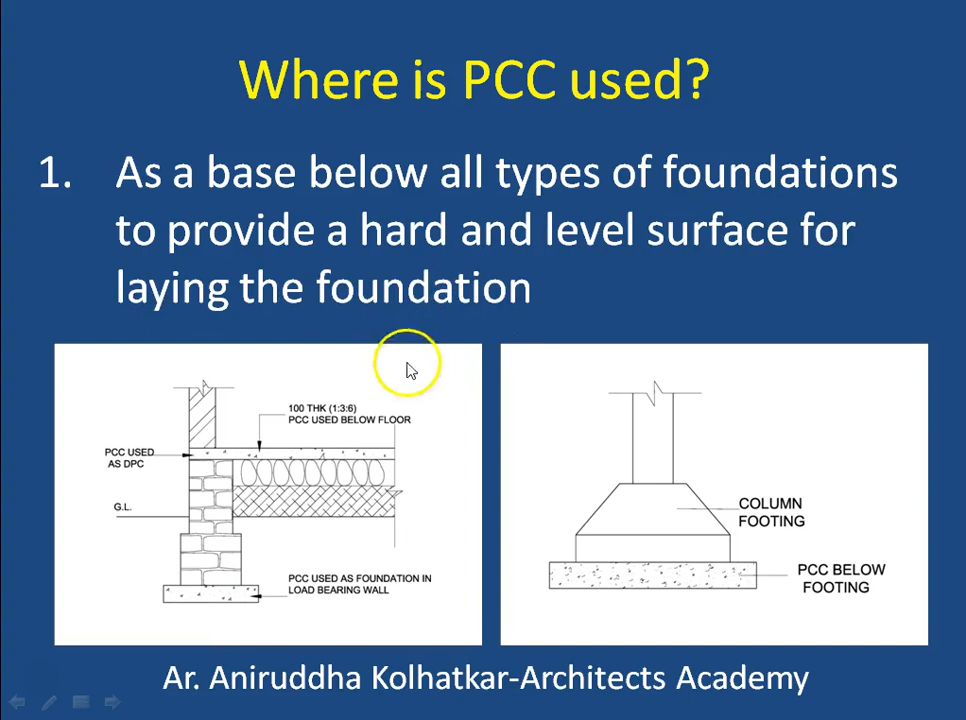 Where is PCC used?
1. As a base below all types of foundations
to provide a hard and level surface for
laying the foundation
100 THK (1:3:6)
PCC USED BELOW FLOOR
PCC USED
AS DPC
G.L.
PCC USED AS FOUNDATION IN
LOAD BEARING WALL
COLUMN
FOOTING
PCC BELOW
FOOTING
Ar. Aniruddha Kolhatkar-Architects Academy